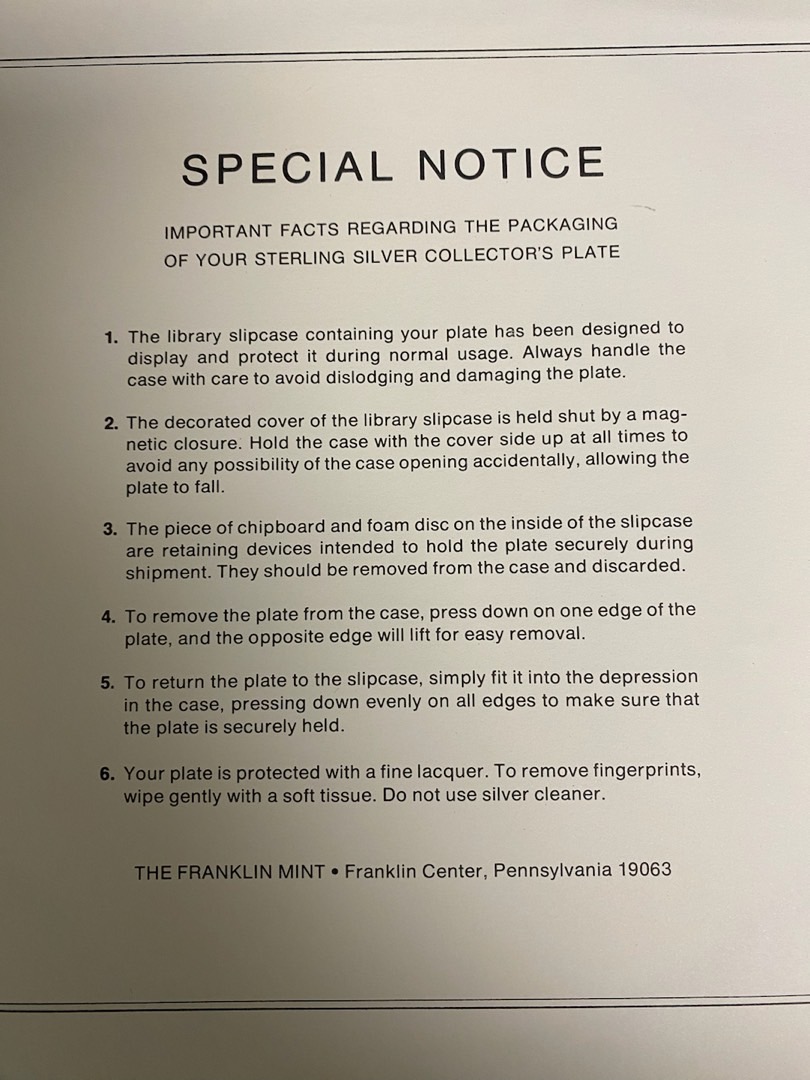 SPECIAL NOTICE
IMPORTANT FACTS REGARDING THE PACKAGING
OF YOUR STERLING SILVER COLLECTOR'S PLATE
1. The library slipcase containing your plate has been designed to
display and protect it during normal usage. Always handle the
case with care to avoid dislodging and damaging the plate.
2. The decorated cover of the library slipcase is held shut by a mag-
netic closure. Hold the case with the cover side up at all times to
avoid any possibility of the case opening accidentally, allowing the
plate to fall.
3. The piece of chipboard and foam disc on the inside of the slipcase
are retaining devices intended to hold the plate securely during
shipment. They should be removed from the case and discarded.
4. To remove the plate from the case, press down on one edge of the
plate, and the opposite edge will lift for easy removal.
5. To return the plate to the slipcase, simply fit it into the depression
in the case, pressing down evenly on all edges to make sure that
the plate is securely held.
6. Your plate is protected with a fine lacquer. To remove fingerprints,
wipe gently with a soft tissue. Do not use silver cleaner.
THE FRANKLIN MINT • Franklin Center, Pennsylvania 19063